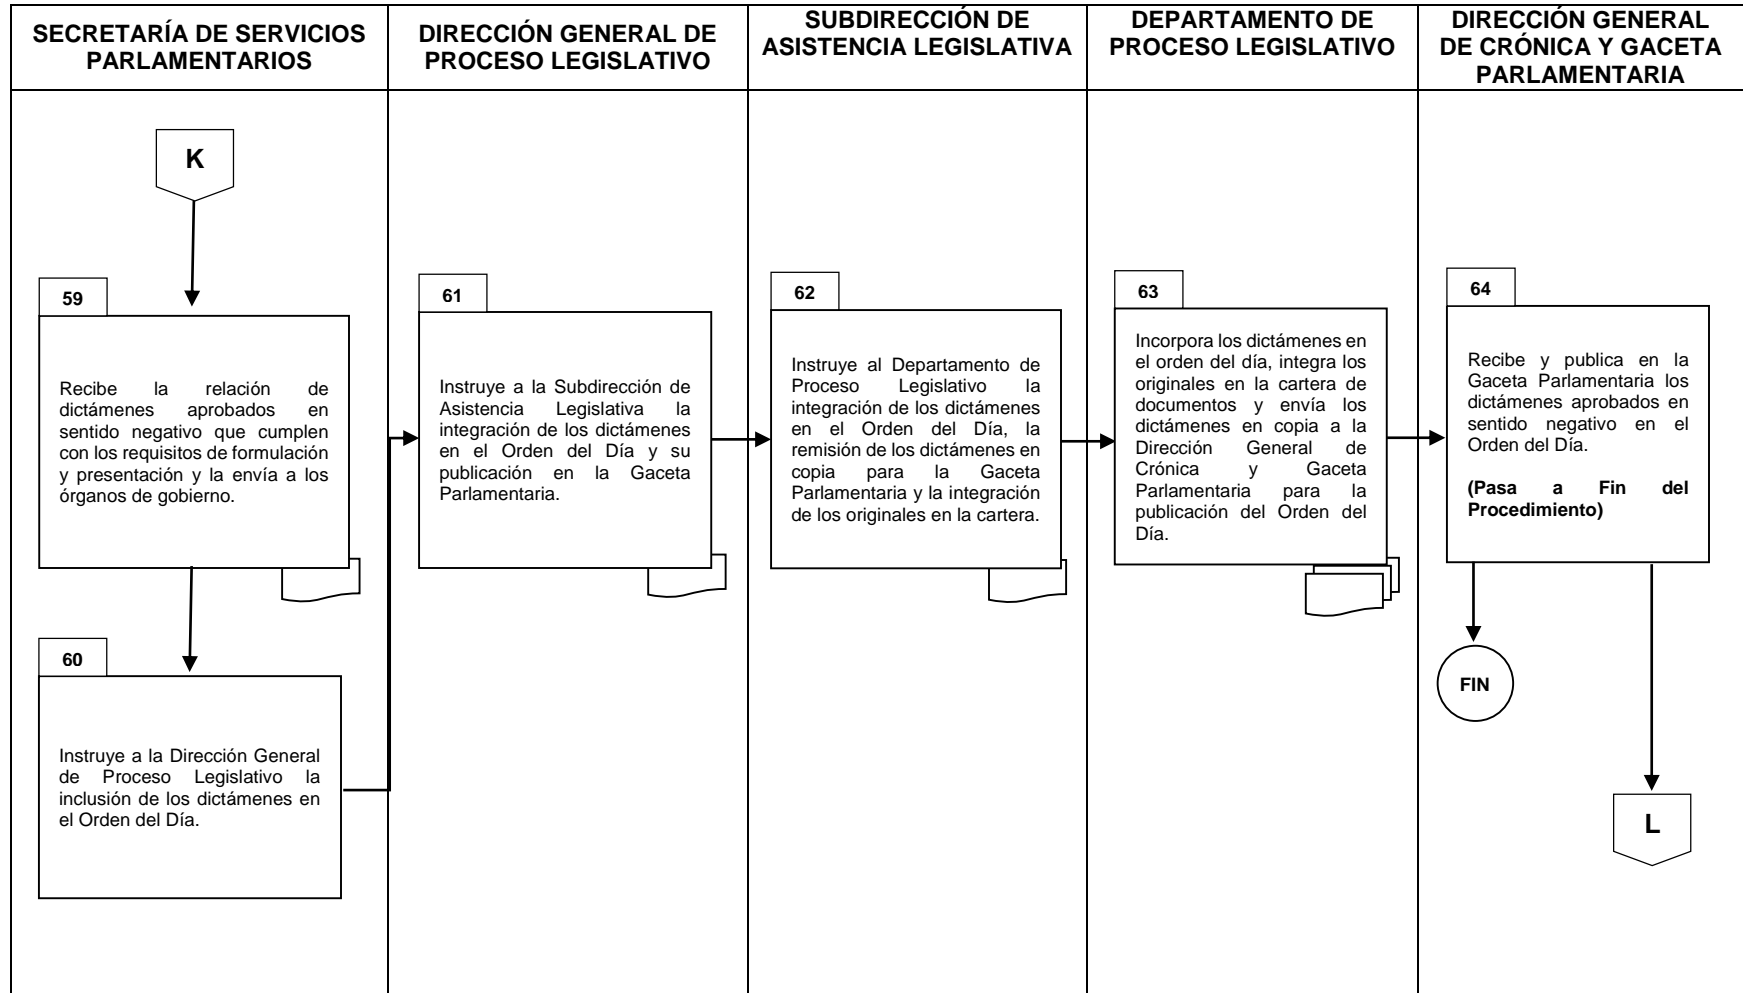 SECRETARÍA DE SERVICIOS
PARLAMENTARIOS
DIRECCIÓN GENERAL DE
PROCESO LEGISLATIVO
SUBDIRECCIÓN DE
ASISTENCIA LEGISLATIVA
DEPARTAMENTO DE
PROCESO LEGISLATIVO
DIRECCIÓN GENERAL
DE CRÓNICA Y GACETA
PARLAMENTARIA
K
59
Recibe la relación de
dictámenes aprobados en
sentido negativo que cumplen
con los requisitos de formulación
y presentación y la envía a los
órganos de gobierno.
60
Instruye a la Dirección General
de Proceso Legislativo la
inclusión de los dictámenes en
el Orden del Día.
61
Instruye a la Subdirección de
Asistencia Legislativa la
integración de los dictámenes
en el Orden del Día y su
publicación en la Gaceta
Parlamentaria.
62
Instruye al Departamento de
Proceso Legislativo la
integración de los dictámenes
en el Orden del Día, la
remisión de los dictámenes en
copia para la Gaceta
Parlamentaria y la integración
de los originales en la cartera.
63
Incorpora los dictámenes en
el orden del día, integra los
originales en la cartera de
documentos y envía los
dictámenes en copia a la
Dirección General de
Crónica y Gaceta
Parlamentaria para la
publicación del Orden del
Día.
64
Recibe y publica en la
Gaceta Parlamentaria los
dictámenes aprobados en
sentido negativo en el
Orden del Día.
(Pasa a Fin del
Procedimiento)
FIN
L